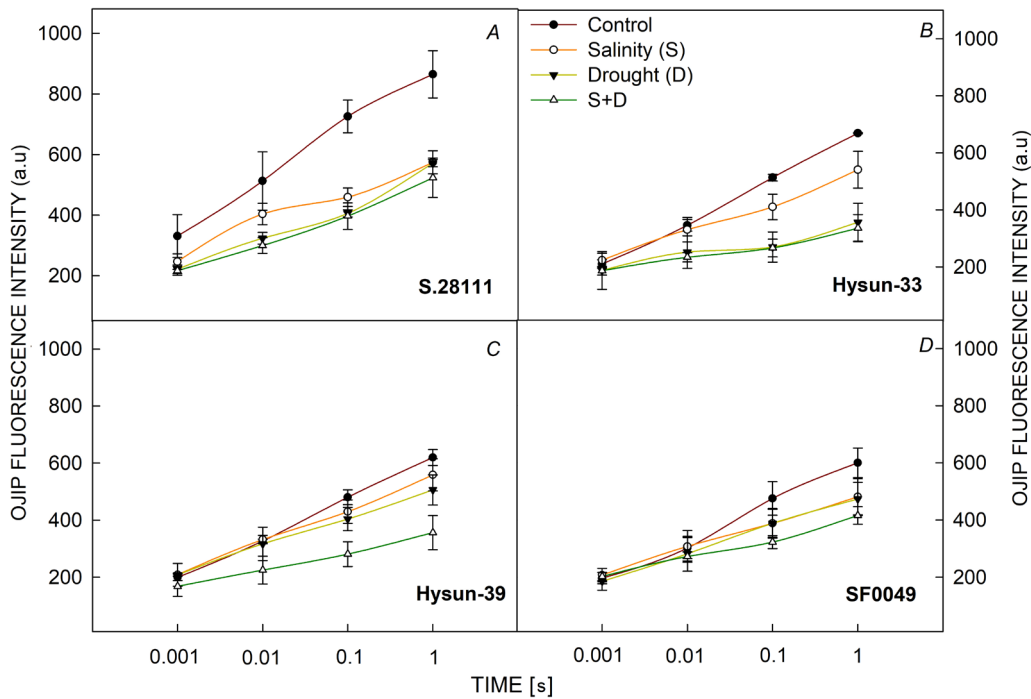 A
B
Control
Salinity (S)
Drought (D)
S+D
1000
800
600
400
200
S.28111
1000
800
600
400
200
Hysun-33
OJIP FLUORESCENCE INTENSITY (a.u)
OJIP FLUORESCENCE INTENSITY (a.u)
C
D
1000
800
600
400
200
Hysun-39
1000
800
600
400
200
SF0049
0.001 0.01 0.1 1
0.001 0.01 0.1 1
TIME [s]